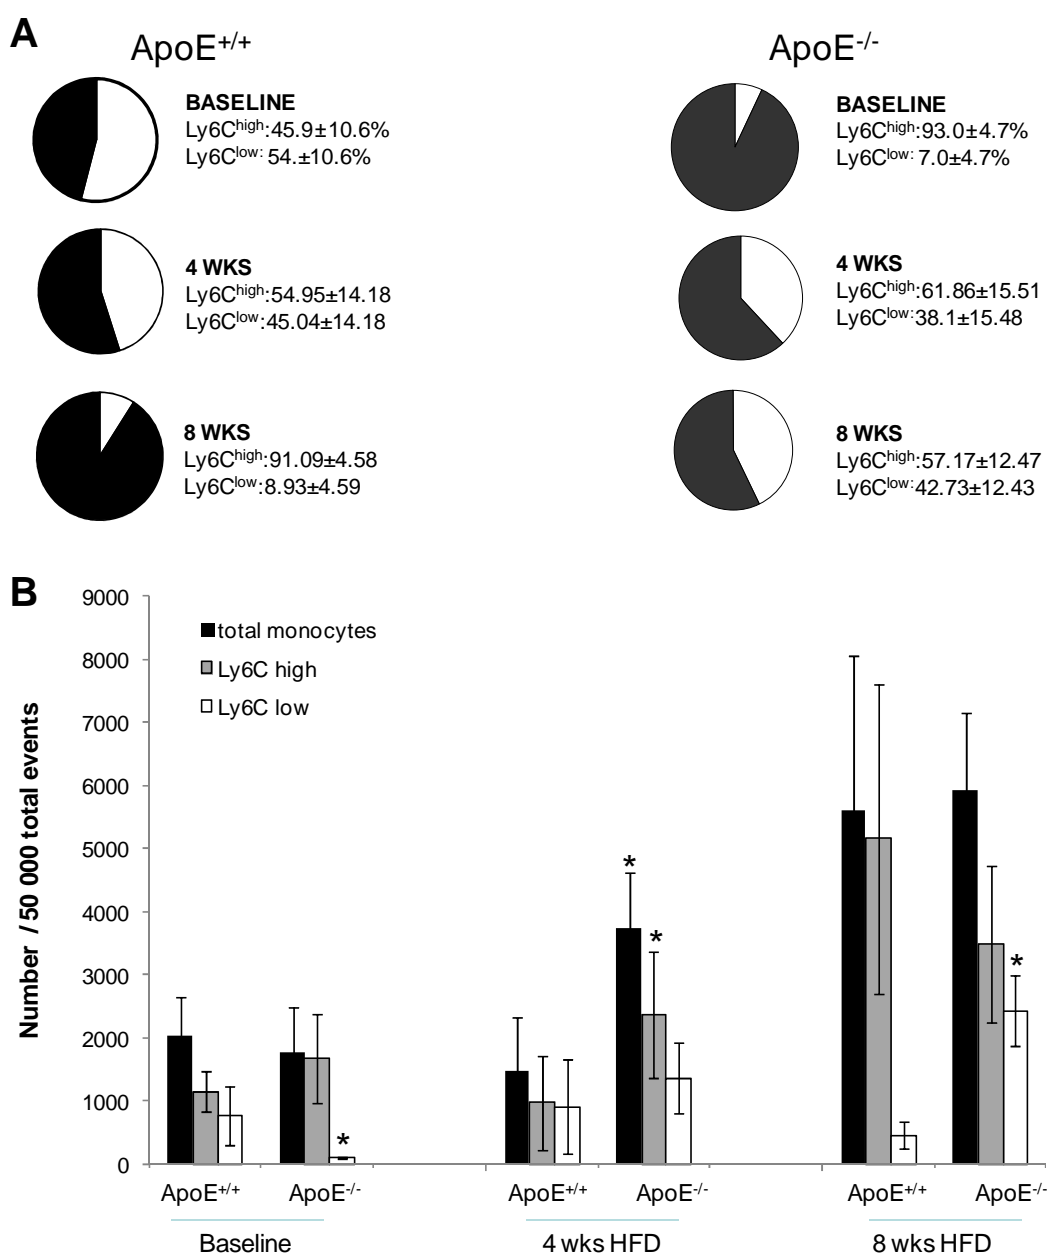 A
ApoE+/+
ApoE-/-
BASELINE
Ly6Chigh:45.9±10.6%
Ly6Clow: 54.±10.6%
BASELINE
Ly6Chigh:93.0±4.7%
Ly6Clow: 7.0±4.7%
4 WKS
Ly6Chigh:54.95±14.18
Ly6Clow:45.04±14.18
4 WKS
Ly6Chigh:61.86±15.51
Ly6Clow:38.1±15.48
8 WKS
Ly6Chigh:91.09±4.58
Ly6Clow:8.93±4.59
8 WKS
Ly6Chigh:57.17±12.47
Ly6Clow:42.73±12.43
B
Number / 50 000 total events
9000
8000
7000
6000
5000
4000
3000
2000
1000
0
total monocytes
Ly6C high
Ly6C low
*
*
*
*
ApoE+/+ ApoE-/- ApoE+/+ ApoE-/- ApoE+/+ ApoE-/-
Baseline 4 wks HFD 8 wks HFD